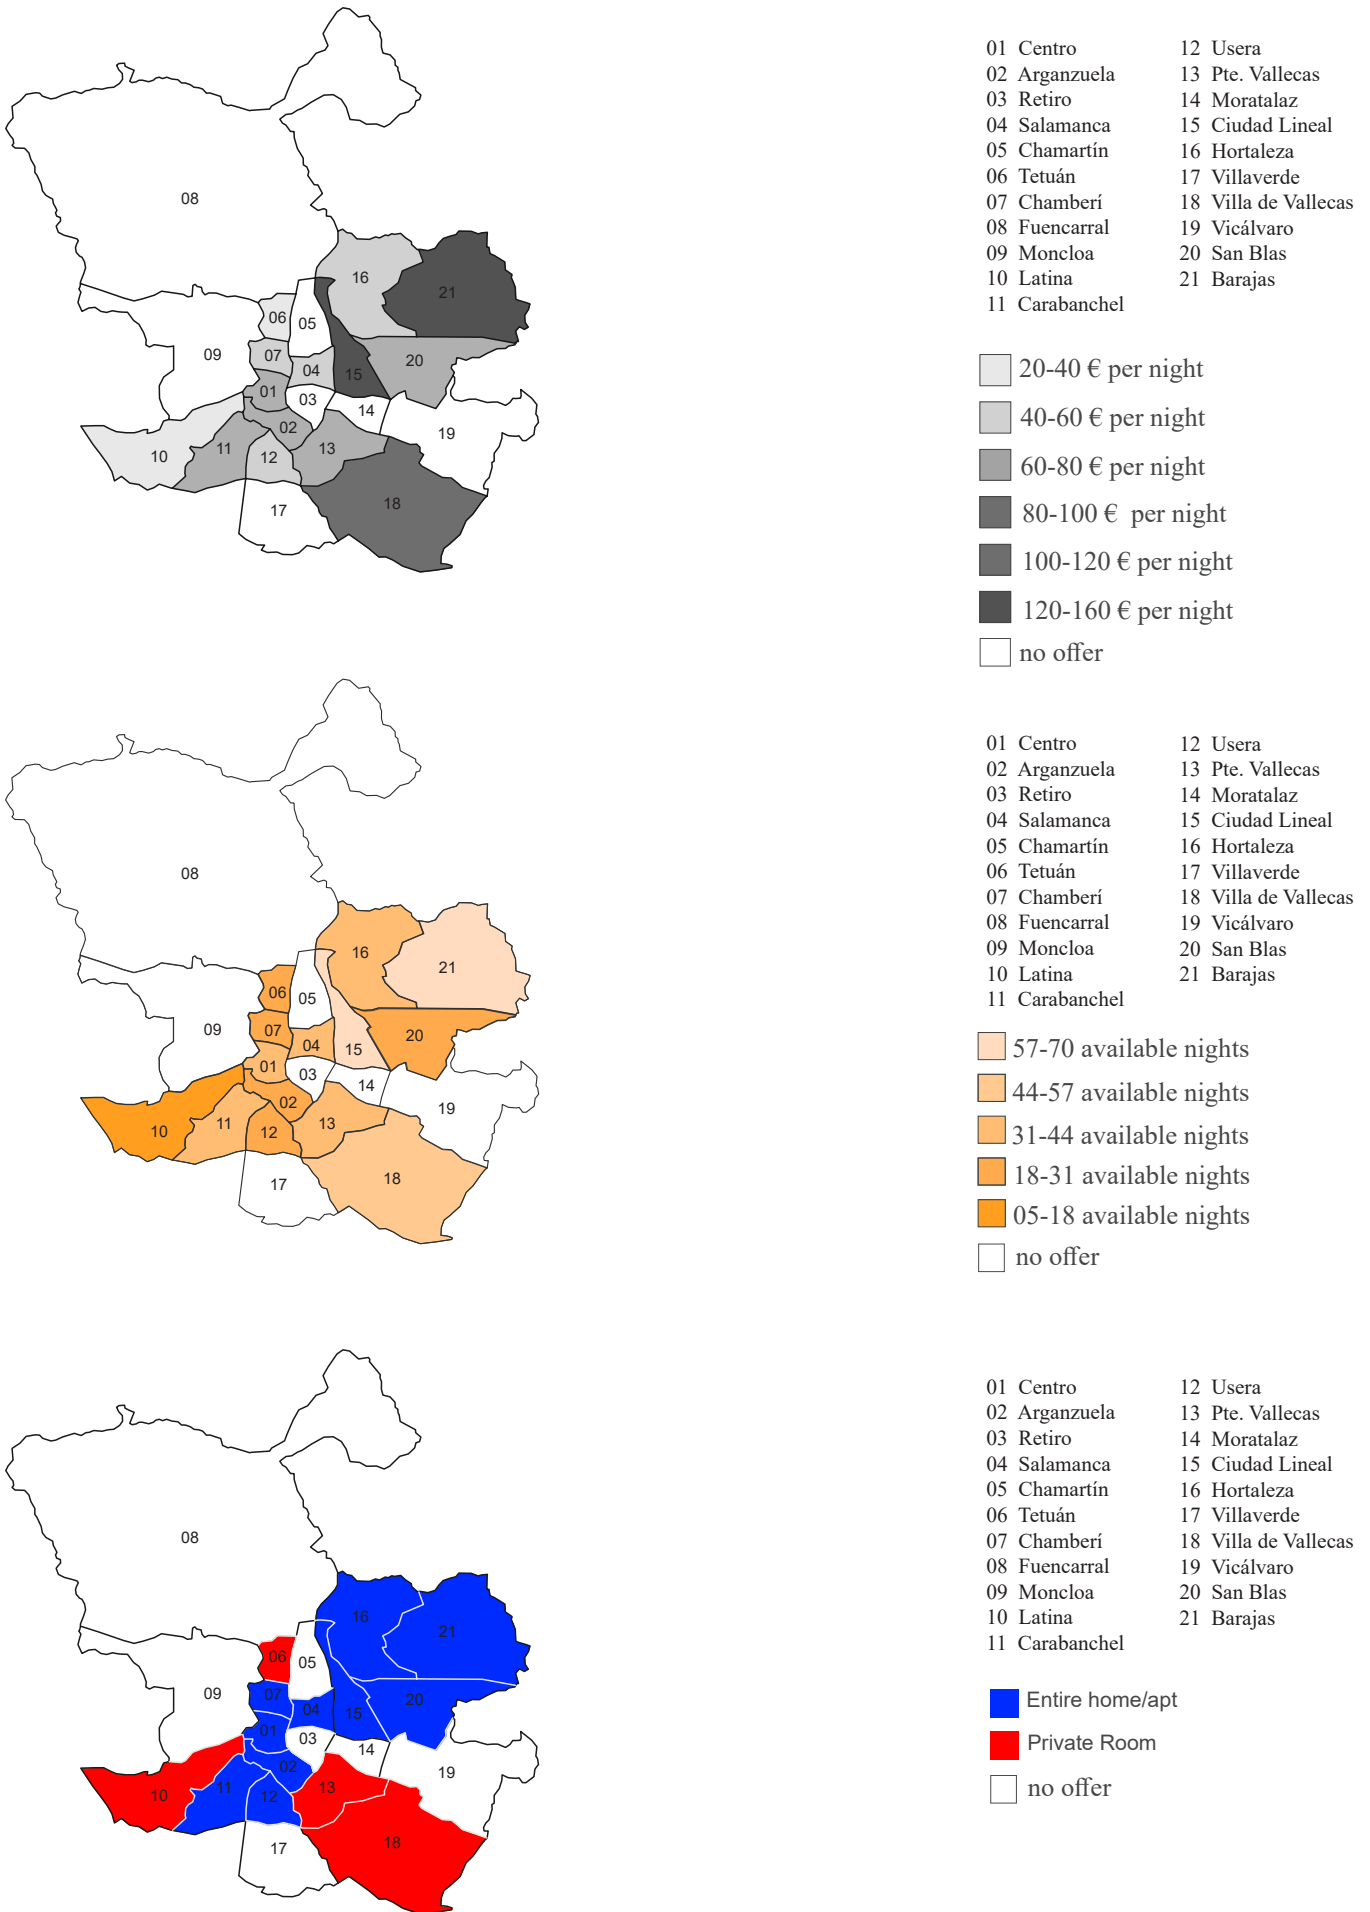 01 Centro 12 Usera
02 Arganzuela 13 Pte. Vallecas
03 Retiro 14 Moratalaz
04 Salamanca 15 Ciudad Lineal
05 Chamartín 16 Hortaleza
06 Tetuán 17 Villaverde
07 Chamberí 18 Villa de Vallecas
08 Fuencarral 19 Vicálvaro
09 Moncloa 20 San Blas
10 Latina 21 Barajas
11 Carabanchel
08
16
21
06
05
09
07
20
04
15
01
03
14
02
19
11
13
10
12
18
17
20-40 € per night
40-60 € per night
60-80 € per night
80-100 € per night
100-120 € per night
120-160 € per night
no offer
01 Centro 12 Usera
02 Arganzuela 13 Pte. Vallecas
03 Retiro 14 Moratalaz
04 Salamanca 15 Ciudad Lineal
05 Chamartín 16 Hortaleza
06 Tetuán 17 Villaverde
07 Chamberí 18 Villa de Vallecas
08 Fuencarral 19 Vicálvaro
09 Moncloa 20 San Blas
10 Latina 21 Barajas
11 Carabanchel
08
16
21
06
05
09
07
20
04
15
01
03
14
02
19
11
13
10
12
18
17
57-70 available nights
44-57 available nights
31-44 available nights
18-31 available nights
05-18 available nights
no offer
01 Centro 12 Usera
02 Arganzuela 13 Pte. Vallecas
03 Retiro 14 Moratalaz
04 Salamanca 15 Ciudad Lineal
05 Chamartín 16 Hortaleza
06 Tetuán 17 Villaverde
07 Chamberí 18 Villa de Vallecas
08 Fuencarral 19 Vicálvaro
09 Moncloa 20 San Blas
10 Latina 21 Barajas
11 Carabanchel
08
16
21
06
05
09
07
20
04
15
01
03
14
02
19
11
13
10
12
18
17
Entire home/apt
Private Room
no offer